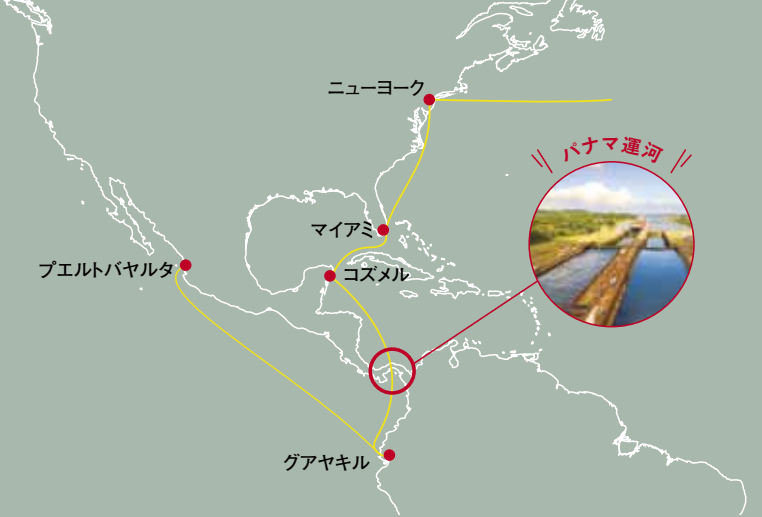 ニューヨーク
パナマ運河
マイアミ
プエルトバヤルタ
コズメル
グアヤキル